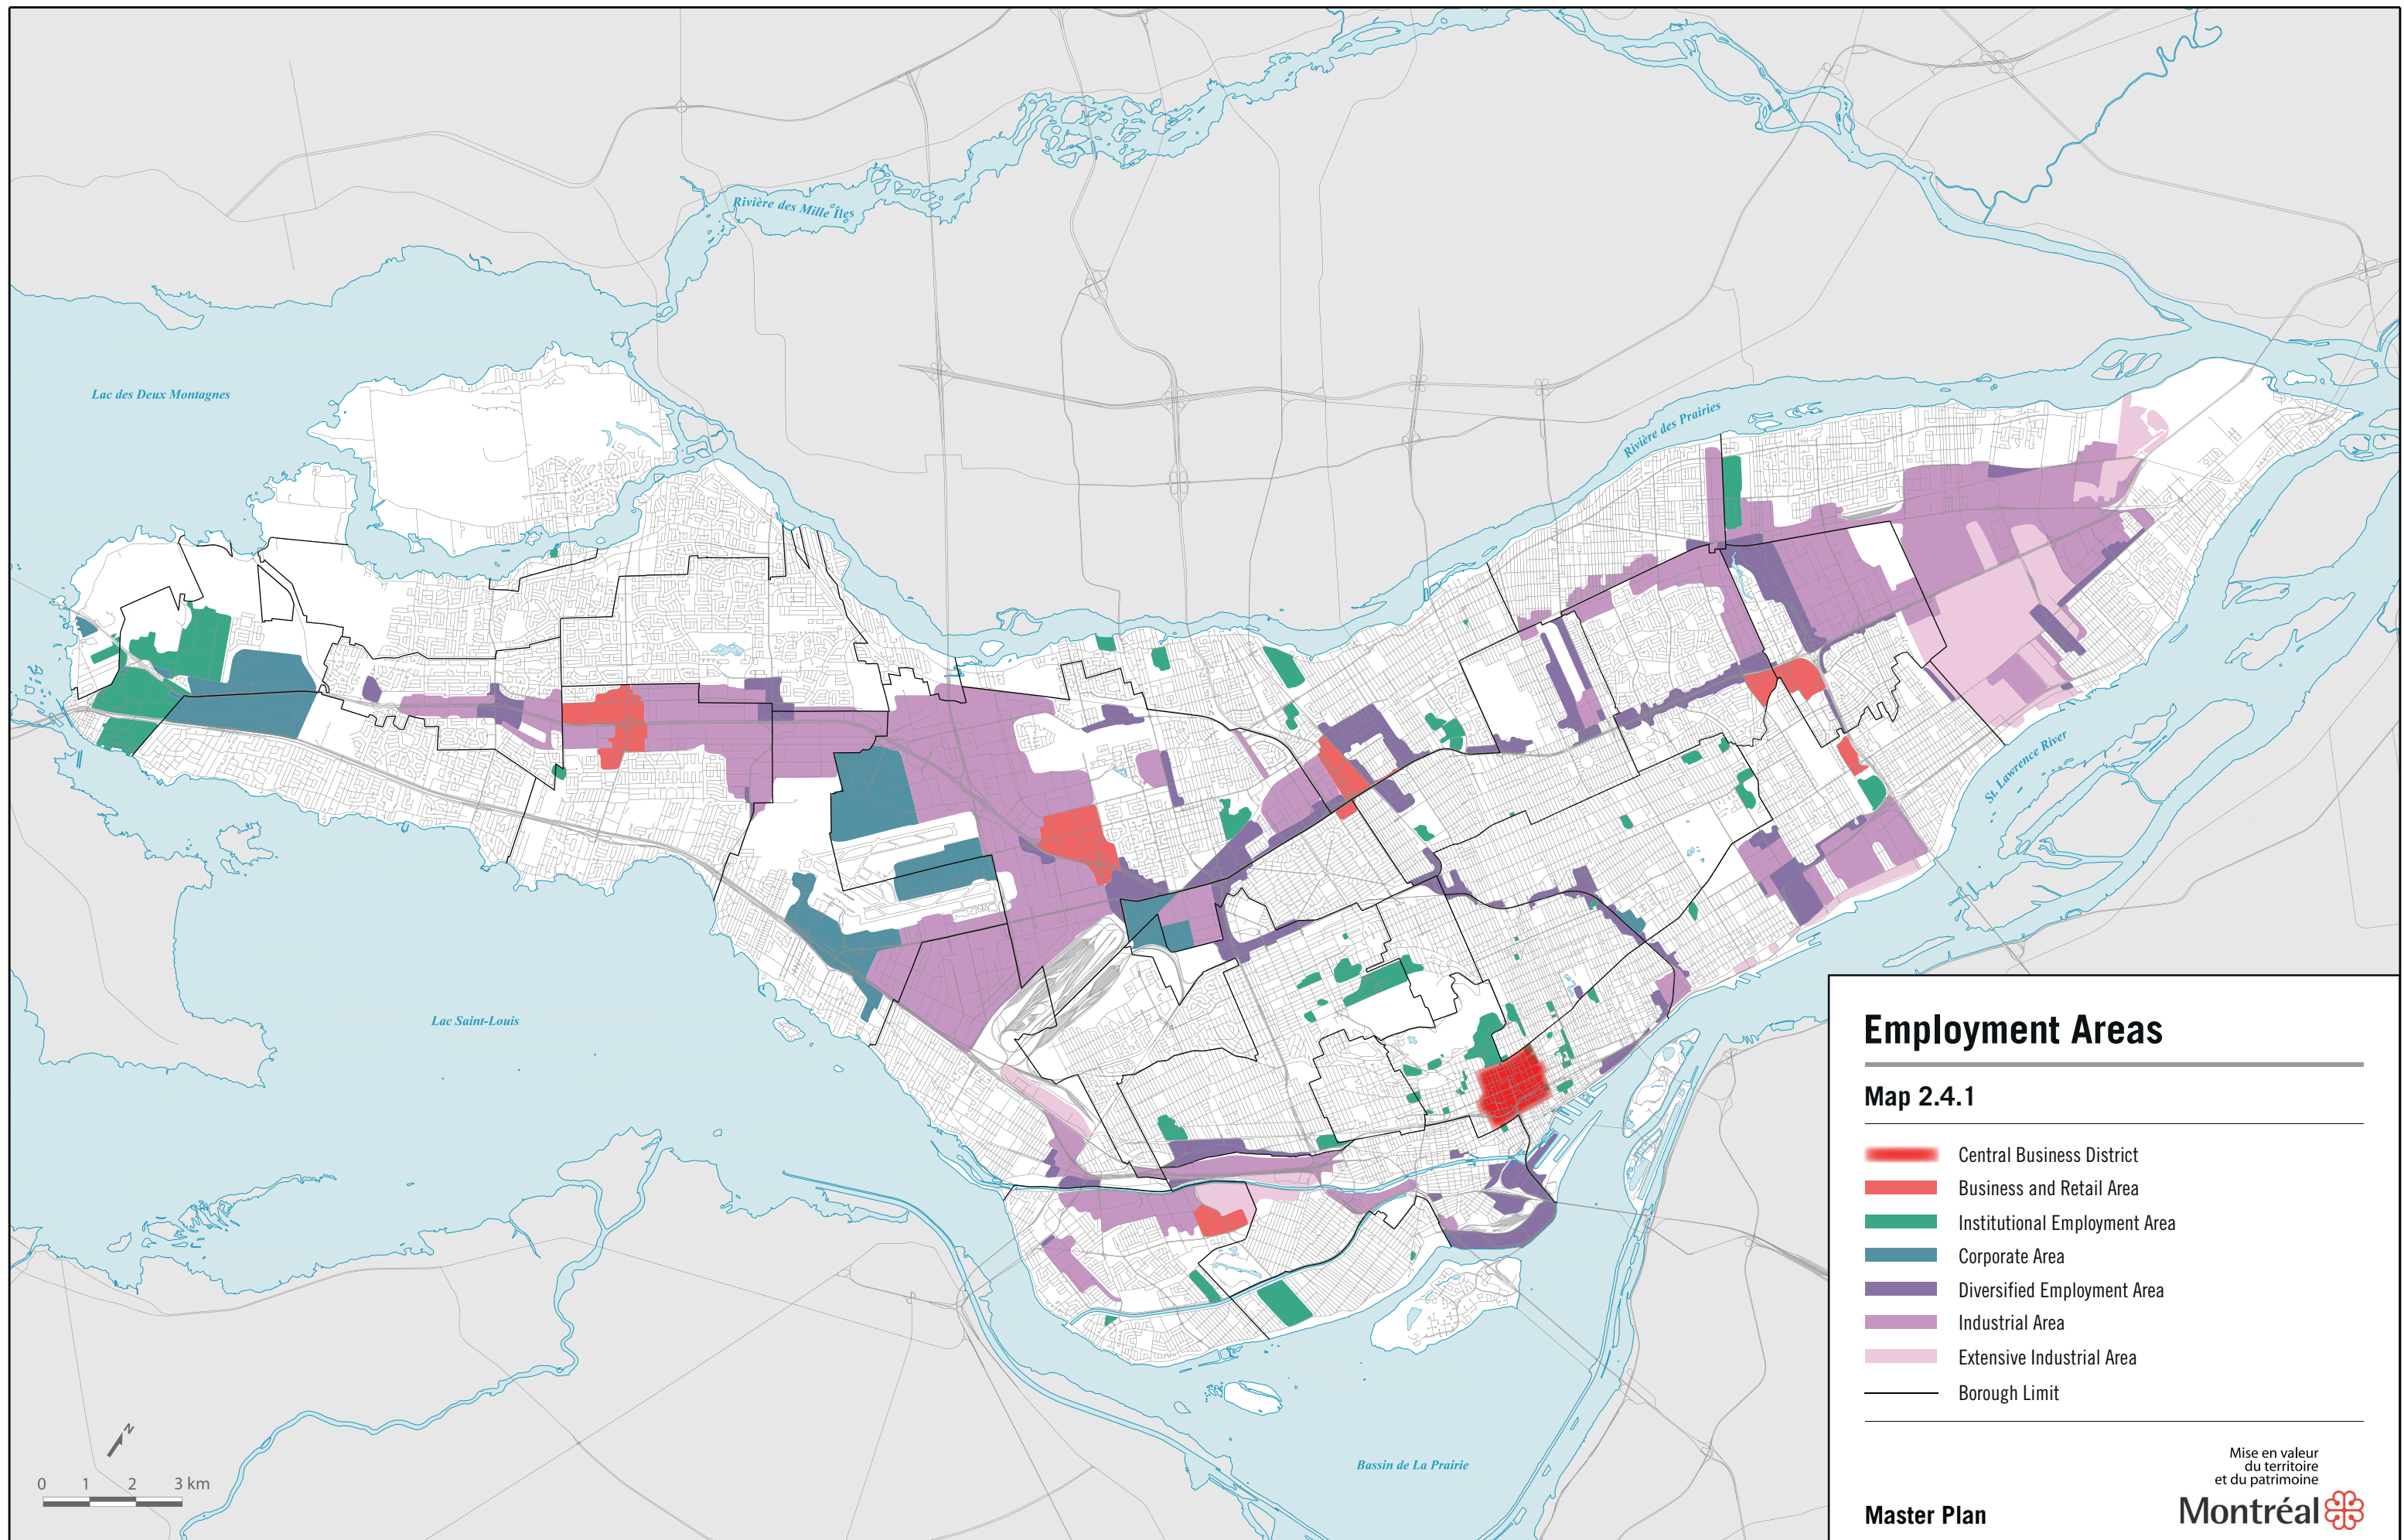 Rivière des Mille Îles
Lac des Deux Montagnes
Rivière des Prairies
St. Lawrence River
Lac Saint-Louis
Bassin de La Prairie
N
0 1 2 3 km
Employment Areas
Map 2.4.1
Central Business District
Business and Retail Area
Institutional Employment Area
Corporate Area
Diversified Employment Area
Industrial Area
Extensive Industrial Area
Borough Limit
Mise en valeur
du territoire
et du patrimoine
Master Plan
Montréal